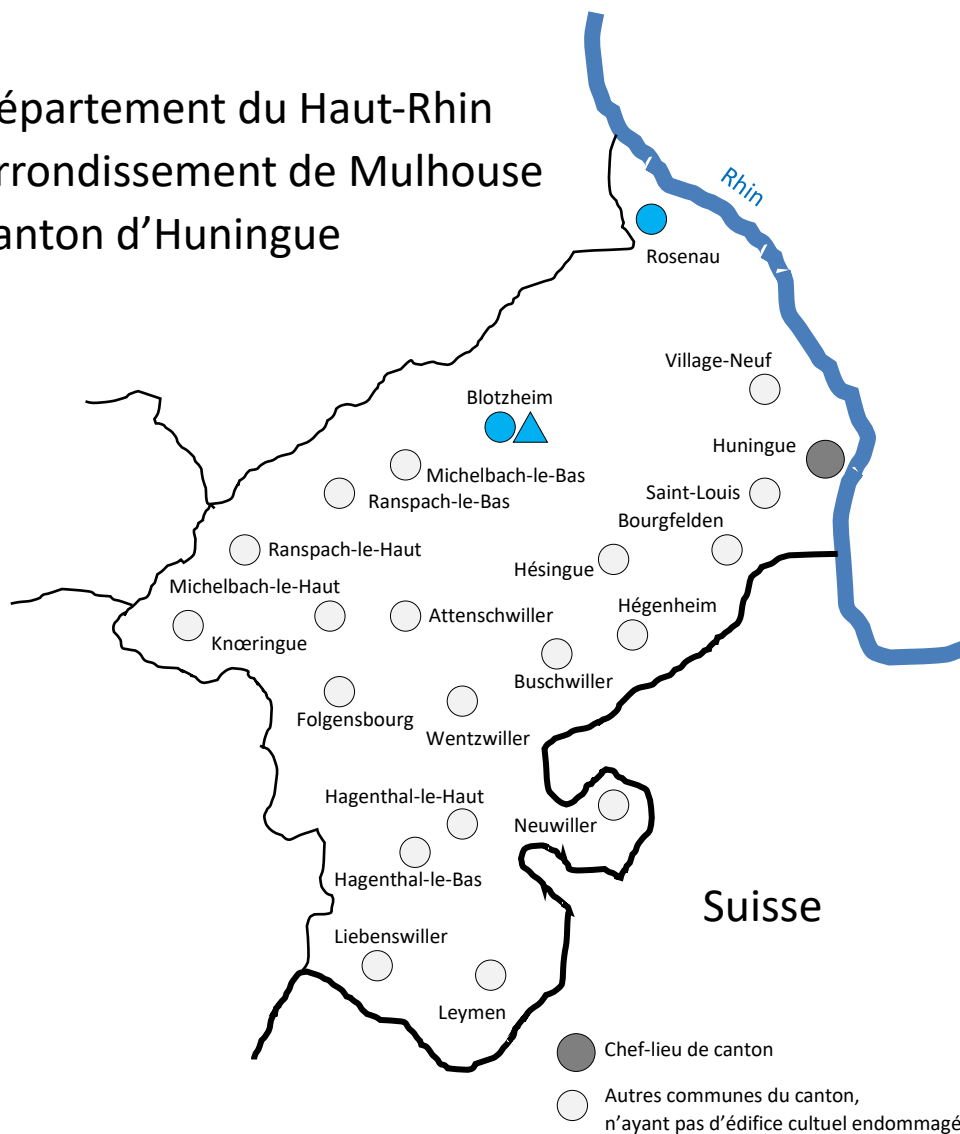 épartement du Haut-Rhin
rrondissement de Mulhouse
anton d'Huningue
Rhin
Rosenau
Village-Neuf
Blotzheim
Huningue
Michelbach-le-Bas
Saint-Louis
Ranspach-le-Bas
Bourgfelden
Ranspach-le-Haut
Hésingue
Michelbach-le-Haut
Hégenheim
Attenschwiller
Knœringue
Buschwiller
Folgensbourg
Wentzwiller
Hagenthal-le-Haut
Neuwiller
Hagenthal-le-Bas
Suisse
Liebenswiller
Leymen
Chef-lieu de canton
Autres communes du canton,
n'ayant pas d'édifice cultuel endommagé